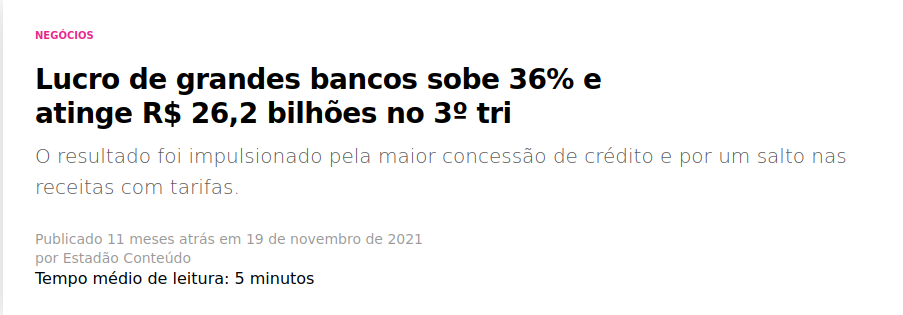 NEGÓCIOS
Lucro de grandes bancos sobe 36% e
atinge R$ 26,2 bilhões no 3º tri
O resultado foi impulsionado pela maior concessão de crédito e por um salto nas
receitas com tarifas.
Publicado 11 meses atrás em 19 de novembro de 2021
por Estadão Conteúdo
Tempo médio de leitura: 5 minutos